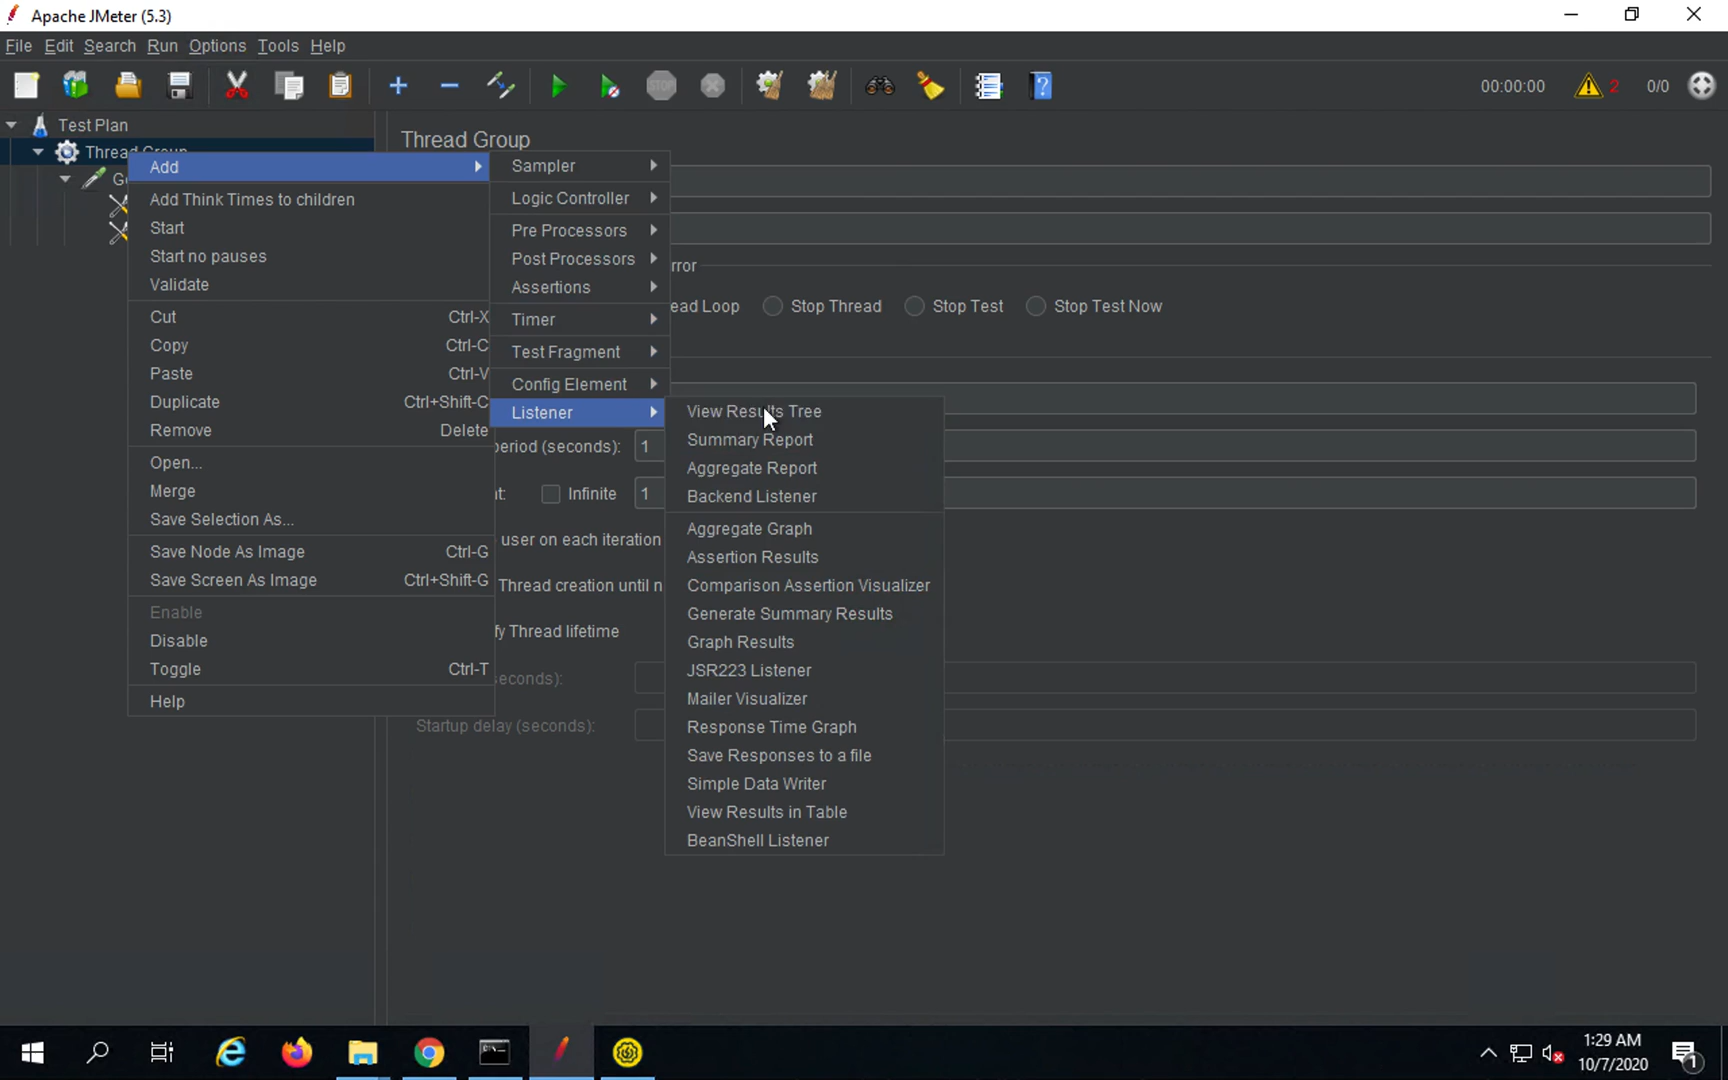 Apache JMeter (5.3)
File Edit Search Run Options Tools Help
STOP
00:00:00 2 0/0
Test Plan
Thread Group
Thread Group
Add
Add Think Times to children
Start
Start no pauses
Validate
Cut Ctrl-X
Copy Ctrl-C
Paste Ctrl-V
Duplicate Ctrl+Shift-C
Remove Delete
Open...
Merge
Save Selection As...
Save Node As Image Ctrl-G
Save Screen As Image Ctrl+Shift-G
Enable
Disable
Toggle Ctrl-T
Help
Sampler
Logic Controller
Pre Processors
Post Processors
Assertions
Timer
Test Fragment
Config Element
Listener
View Results Tree
Summary Report
Aggregate Report
Backend Listener
Aggregate Graph
Assertion Results
Comparison Assertion Visualizer
Generate Summary Results
Graph Results
JSR223 Listener
Mailer Visualizer
Response Time Graph
Save Responses to a file
Simple Data Writer
View Results in Table
BeanShell Listener
rror
ead Loop Stop Thread Stop Test Stop Test Now
period (seconds): 1
Infinite 1
user on each iteration
Thread creation until n
fy Thread lifetime
seconds):
Startup delay (seconds):
1:29 AM
10/7/2020
1